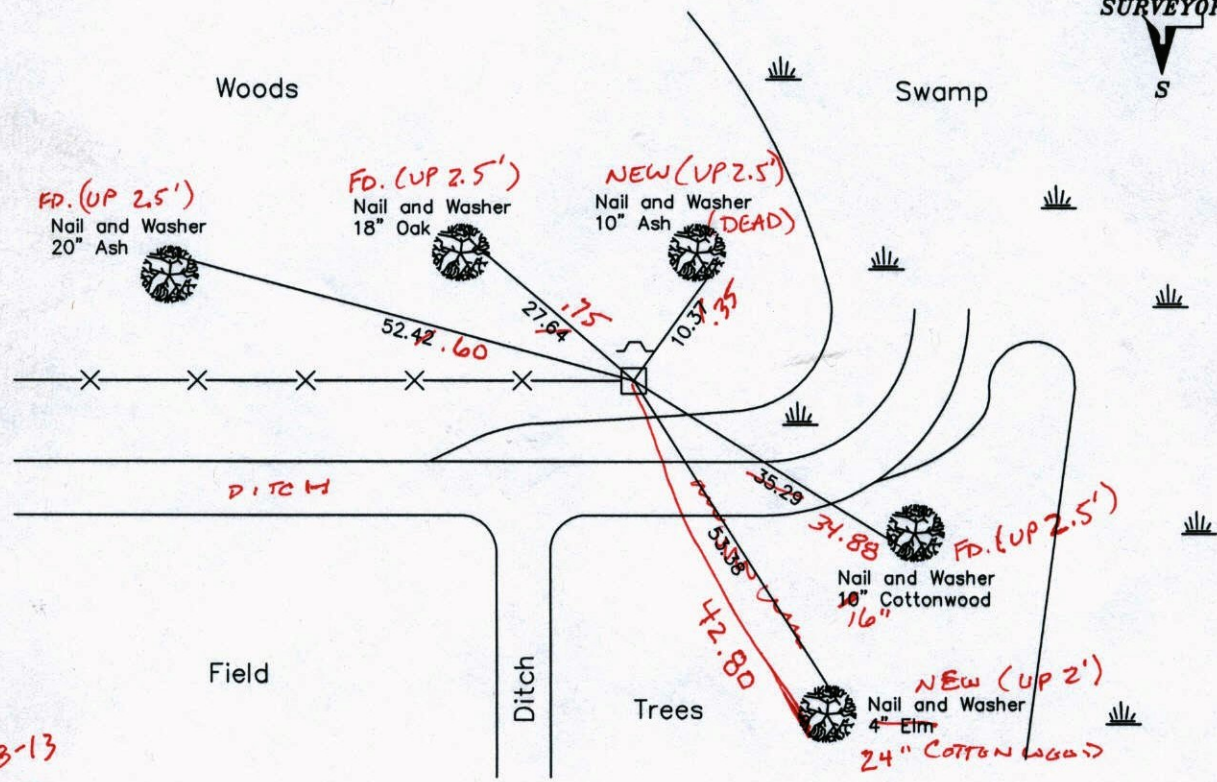 SURVEYOR
S
Woods
Swamp
FD. (UP 2.5')
Nail and Washer
20" Ash
FD. (UP 2.5')
Nail and Washer
18" Oak
NEW (UP 2.5')
Nail and Washer
10" Ash (DEAD)
52.42 .60
27.64 .75
10.37 .35
DITCH
35.29
34.88
FD. (UP 2.5')
Nail and Washer
10" Cottonwood
16"
53.38
42.80
Field
Ditch
Trees
NEW (UP 2')
Nail and Washer
4" Elm
24" COTTONWOOD
8-13